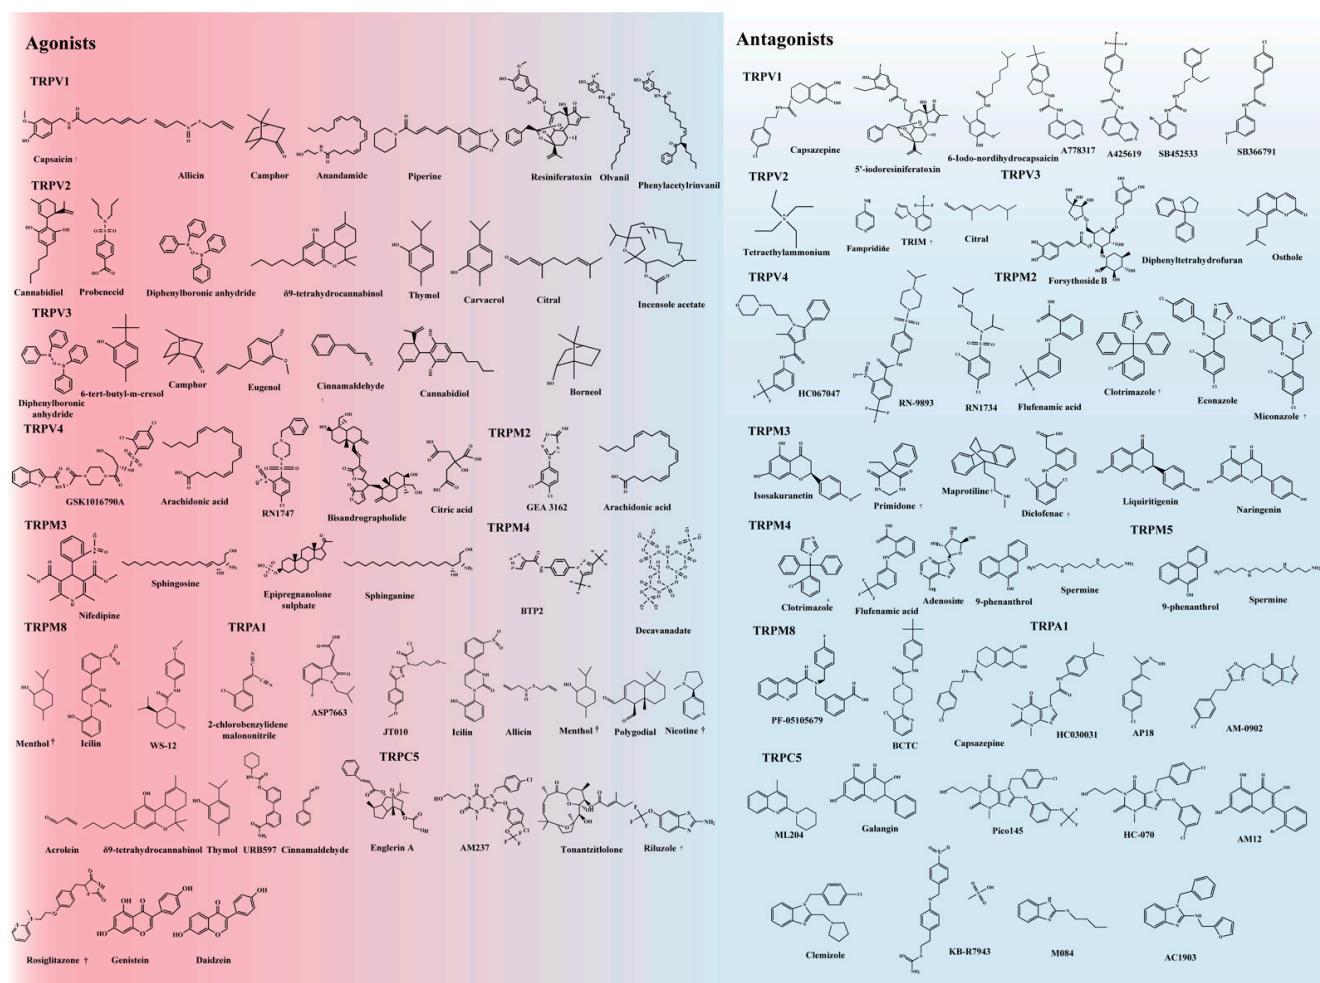 Agonists
TRPV1
Capsaicin †
Allicin
Camphor
Anandamide
Piperine
Resiniferatoxin
Olvanil
Phenylacetylrinvanil
TRPV2
Cannabidiol
Probenecid
Diphenylboronic anhydride
δ9-tetrahydrocannabinol
Thymol
Carvacrol
Citral
Incensole acetate
TRPV3
Diphenylboronic
anhydride
6-tert-butyl-m-cresol
Camphor
Eugenol
Cinnamaldehyde
†
Cannabidiol
Borneol
TRPV4
GSK1016790A
Arachidonic acid
RN1747
Bisandrographolide
Citric acid
TRPM2
GEA 3162
Arachidonic acid
TRPM3
Nifedipine
Sphingosine
Epipregnanolone
sulphate
Sphinganine
TRPM4
BTP2
Decavanadate
TRPM8
Menthol †
Icilin
WS-12
TRPA1
2-chlorobenzylidene
malononitrile
ASP7663
JT010
Icilin
Allicin
Menthol †
Polygodial
Nicotine †
Acrolein
δ9-tetrahydrocannabinol
Thymol
URB597
Cinnamaldehyde
TRPC5
Englerin A
AM237
Tonantzitlolone
Riluzole †
Rosiglitazone †
Genistein
Daidzein
Antagonists
TRPV1
Capsazepine
5'-iodoresiniferatoxin
6-Iodo-nordihydrocapsaicin
A778317
A425619
SB452533
SB366791
TRPV2
Tetraethylammonium
Fampridine
TRIM †
TRPV3
Citral
Forsythoside B
Diphenyltetrahydrofuran
Osthole
TRPV4
HC067047
RN-9893
RN1734
TRPM2
Flufenamic acid
Clotrimazole †
Econazole
Miconazole †
TRPM3
Isosakuranetin
Primidone †
Maprotiline †
Diclofenac †
Liquiritigenin
Naringenin
TRPM4
Clotrimazole
†
Flufenamic acid
Adenosine
9-phenanthrol
Spermine
TRPM5
9-phenanthrol
Spermine
TRPM8
PF-05105679
BCTC
TRPA1
Capsazepine
HC030031
AP18
AM-0902
TRPC5
ML204
Galangin
Pico145
HC-070
AM12
Clemizole
KB-R7943
M084
AC1903